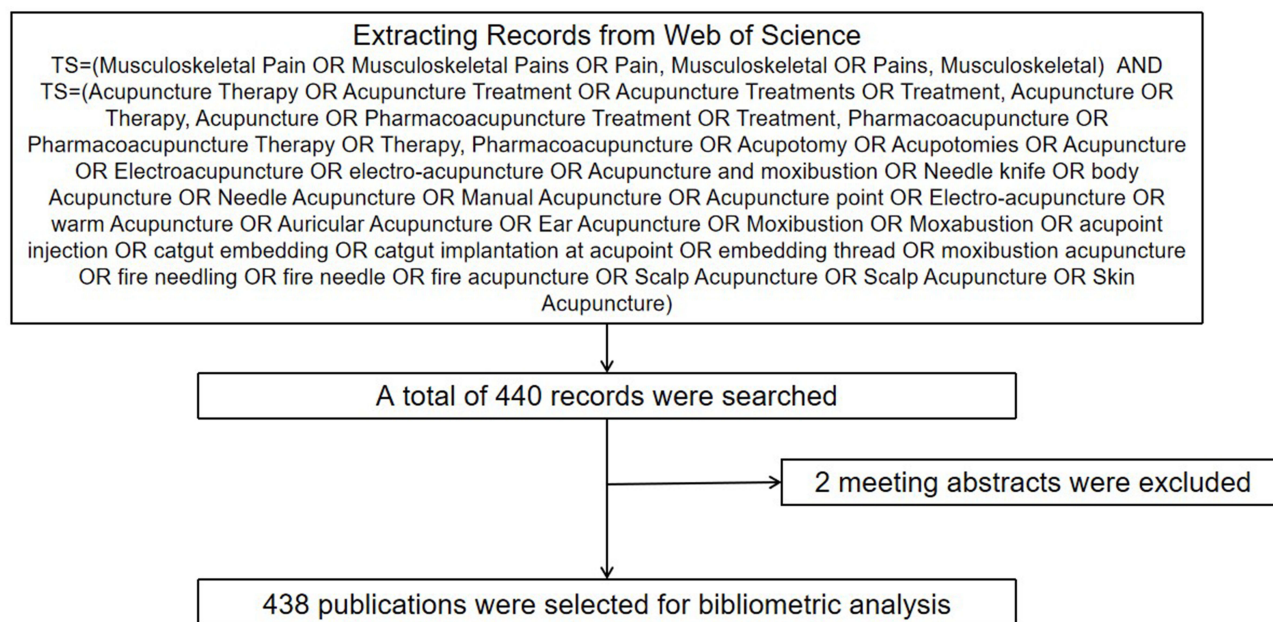 Extracting Records from Web of Science
TS=(Musculoskeletal Pain OR Musculoskeletal Pains OR Pain, Musculoskeletal OR Pains, Musculoskeletal) AND
TS=(Acupuncture Therapy OR Acupuncture Treatment OR Acupuncture Treatments OR Treatment, Acupuncture OR
Therapy, Acupuncture OR Pharmacoacupuncture Treatment OR Treatment, Pharmacoacupuncture OR
Pharmacoacupuncture Therapy OR Therapy, Pharmacoacupuncture OR Acupotomy OR Acupotomies OR Acupuncture
OR Electroacupuncture OR electro-acupuncture OR Acupuncture and moxibustion OR Needle knife OR body
Acupuncture OR Needle Acupuncture OR Manual Acupuncture OR Acupuncture point OR Electro-acupuncture OR
warm Acupuncture OR Auricular Acupuncture OR Ear Acupuncture OR Moxibustion OR Moxabustion OR acupoint
injection OR catgut embedding OR catgut implantation at acupoint OR embedding thread OR moxibustion acupuncture
OR fire needling OR fire needle OR fire acupuncture OR Scalp Acupuncture OR Scalp Acupuncture OR Skin
Acupuncture)
A total of 440 records were searched
2 meeting abstracts were excluded
438 publications were selected for bibliometric analysis